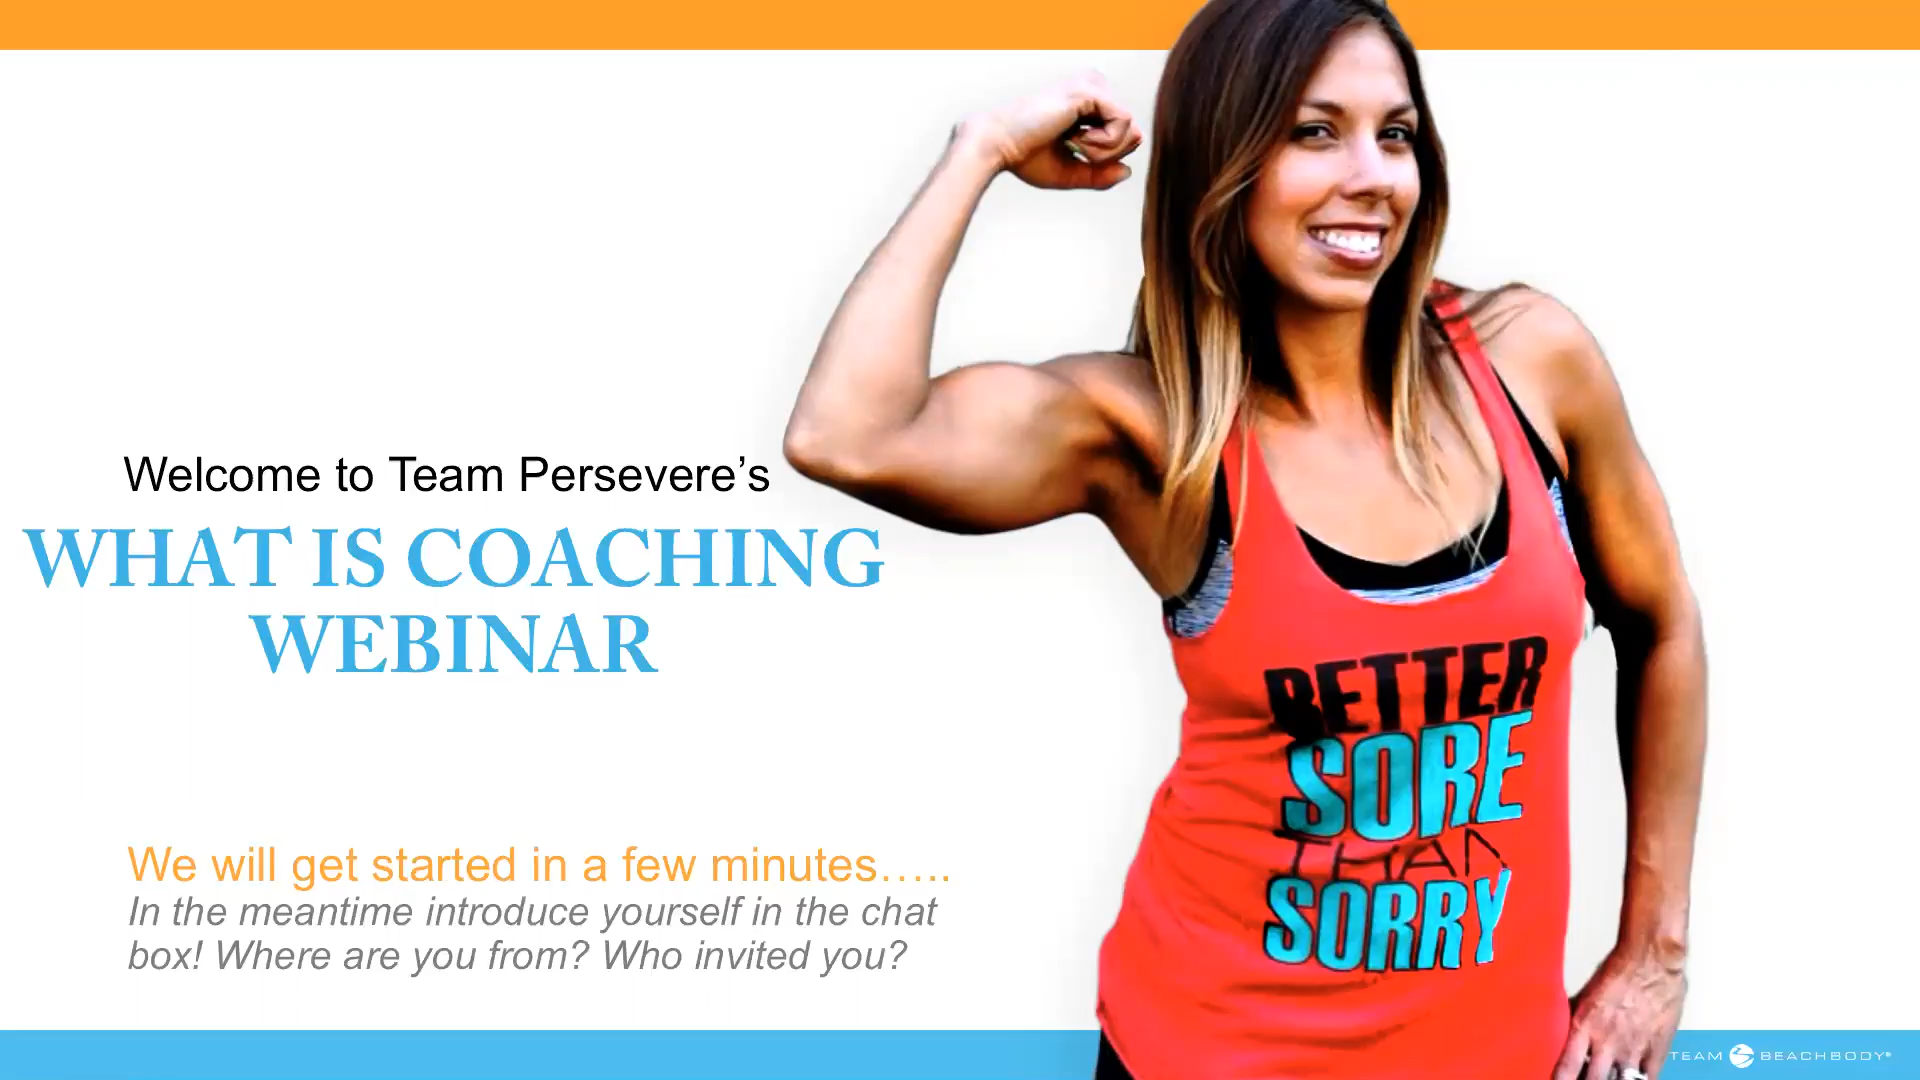 Welcome to Team Persevere’s
WHAT IS COACHING
WEBINAR
BETTER
SORE
THAN
SORRY
We will get started in a few minutes…..
In the meantime introduce yourself in the chat
box! Where are you from? Who invited you?
TEAM BEACHBODY®